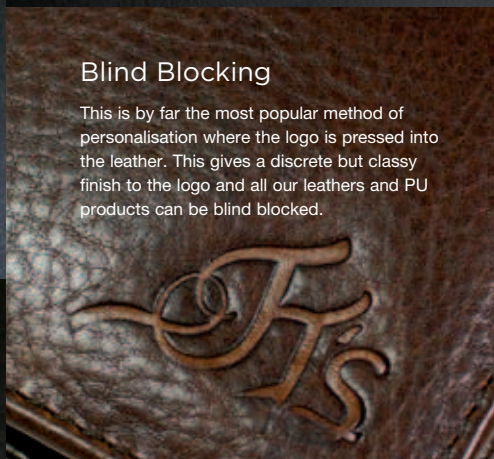 Blind Blocking
This is by far the most popular method of
personalisation where the logo is pressed into
the leather. This gives a discrete but classy
finish to the logo and all our leathers and PU
products can be blind blocked.